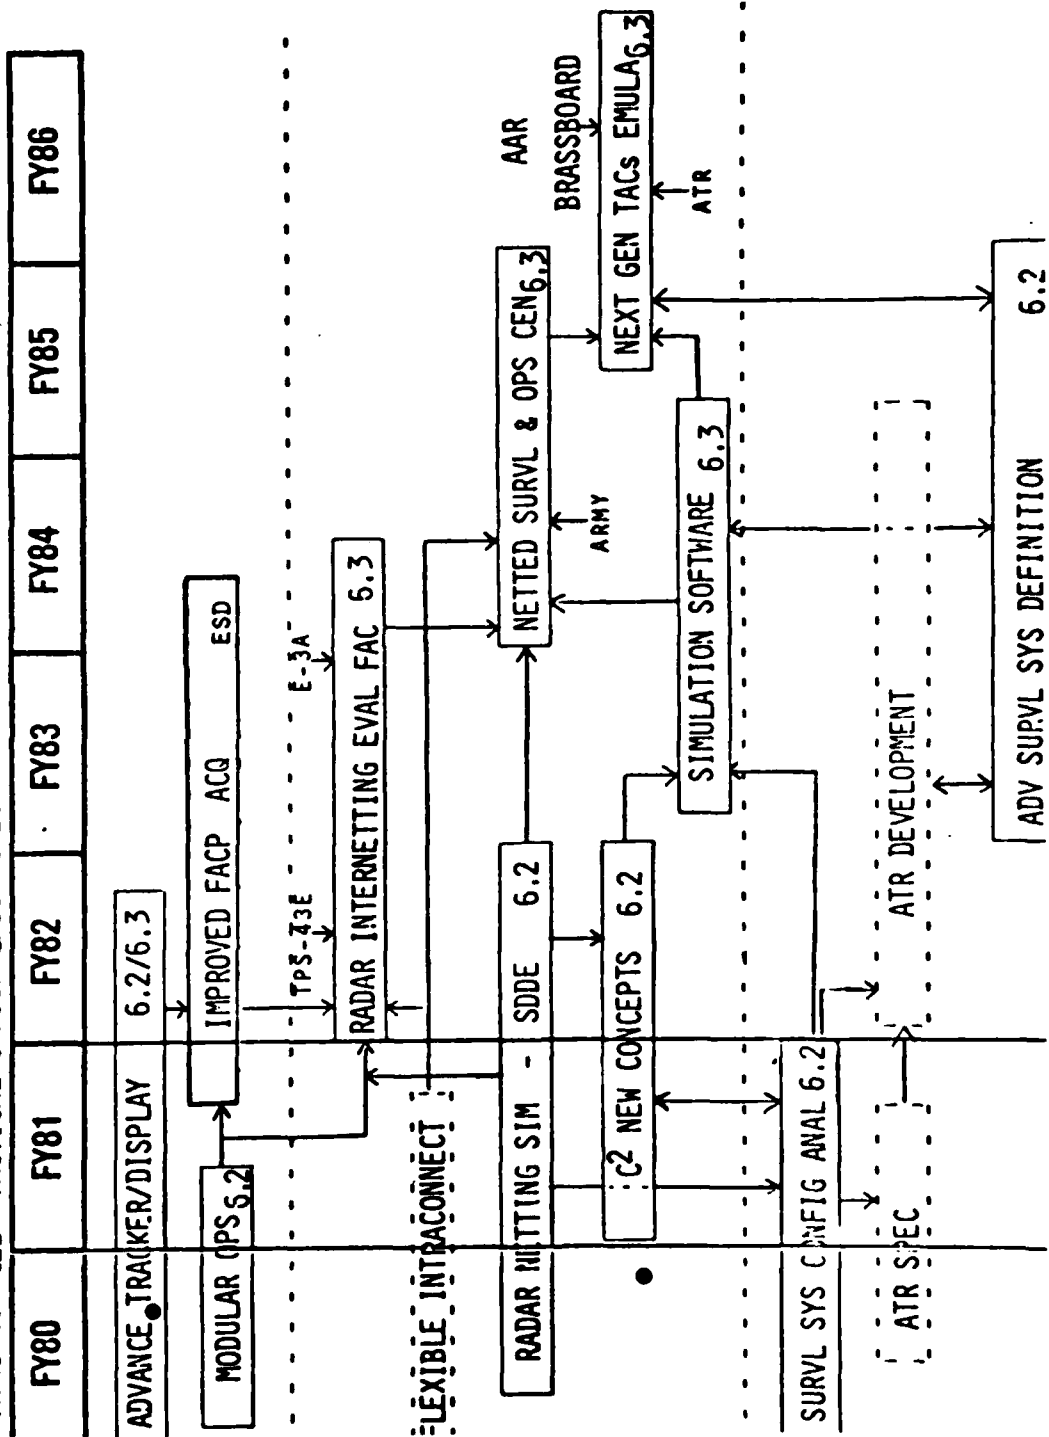 FY80 FY81 FY82 FY83 FY84 FY85 FY86
ADVANCE TRACKER/DISPLAY 6.2/6.3
MODULAR OPS 6.2
IMPROVED FACP ACQ ESD
TPS-43E
E-3A
RADAR INTERNETTING EVAL FAC 6.3
FLEXIBLE INTRACONNECT
RADAR NETTING SIM - SDDE 6.2
NETTED SURVL & OPS CEN 6.3
AAR
BRASSBOARD
ARMY
C2 NEW CONCEPTS 6.2
NEXT GEN TACs EMULA 6.3
ATR
SIMULATION SOFTWARE 6.3
SURVL SYS CONFIG ANAL 6.2
ATR SPEC
ATR DEVELOPMENT
ADV SURVL SYS DEFINITION 6.2